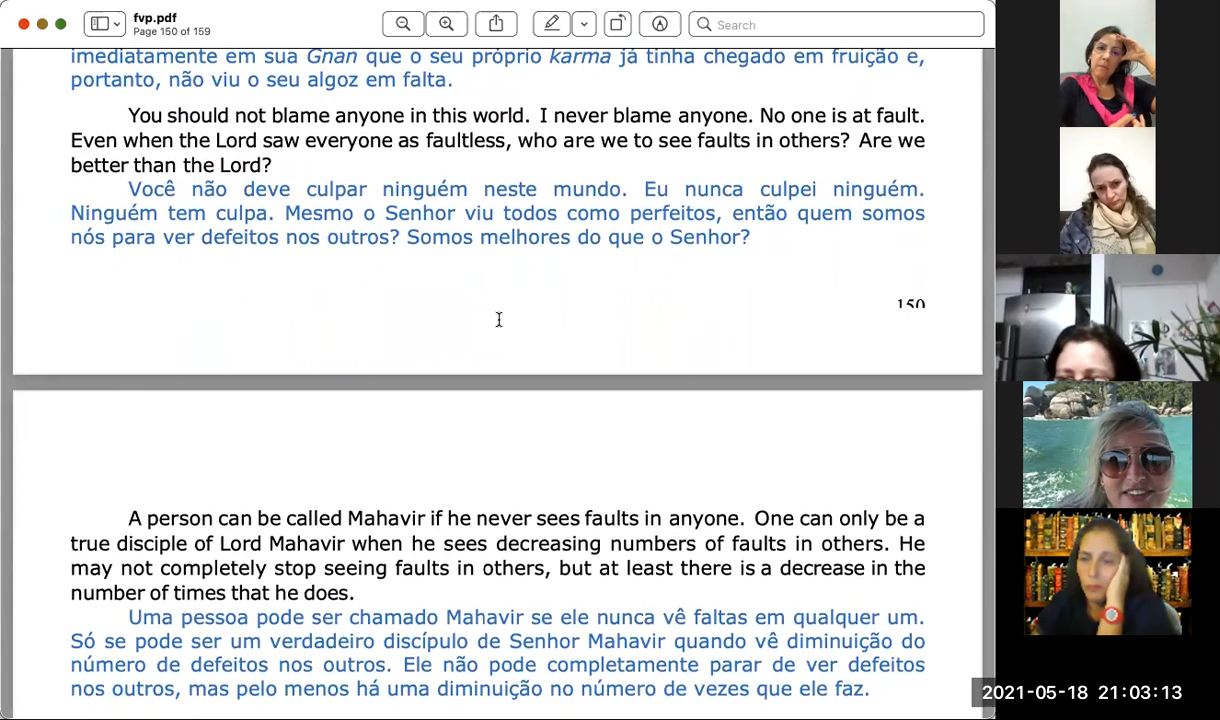 fvp.pdf
Page 150 of 159
Search
imediatamente em sua Gnan que o seu próprio karma já tinha chegado em fruição e,
portanto, não viu o seu algoz em falta.
You should not blame anyone in this world. I never blame anyone. No one is at fault.
Even when the Lord saw everyone as faultless, who are we to see faults in others? Are we
better than the Lord?
Você não deve culpar ninguém neste mundo. Eu nunca culpei ninguém.
Ninguém tem culpa. Mesmo o Senhor viu todos como perfeitos, então quem somos
nós para ver defeitos nos outros? Somos melhores do que o Senhor?
150
A person can be called Mahavir if he never sees faults in anyone. One can only be a
true disciple of Lord Mahavir when he sees decreasing numbers of faults in others. He
may not completely stop seeing faults in others, but at least there is a decrease in the
number of times that he does.
Uma pessoa pode ser chamado Mahavir se ele nunca vê faltas em qualquer um.
Só se pode ser um verdadeiro discípulo de Senhor Mahavir quando vê diminuição do
número de defeitos nos outros. Ele não pode completamente parar de ver defeitos
nos outros, mas pelo menos há uma diminuição no número de vezes que ele faz.
2021-05-18 21:03:13